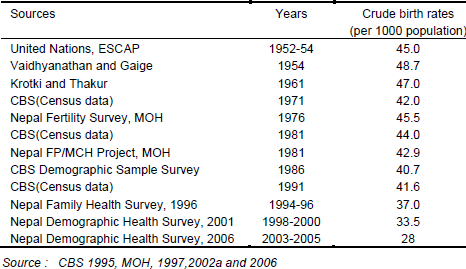 Sources Years Crude birth rates
(per 1000 population)
United Nations, ESCAP 1952-54 45.0
Vaidhyanathan and Gaige 1954 48.7
Krotki and Thakur 1961 47.0
CBS(Census data) 1971 42.0
Nepal Fertility Survey, MOH 1976 45.5
CBS(Census data) 1981 44.0
Nepal FP/MCH Project, MOH 1981 42.9
CBS Demographic Sample Survey 1986 40.7
CBS(Census data) 1991 41.6
Nepal Family Health Survey, 1996 1994-96 37.0
Nepal Demographic Health Survey, 2001 1998-2000 33.5
Nepal Demographic Health Survey, 2006 2003-2005 28
Source : CBS 1995, MOH, 1997,2002a and 2006